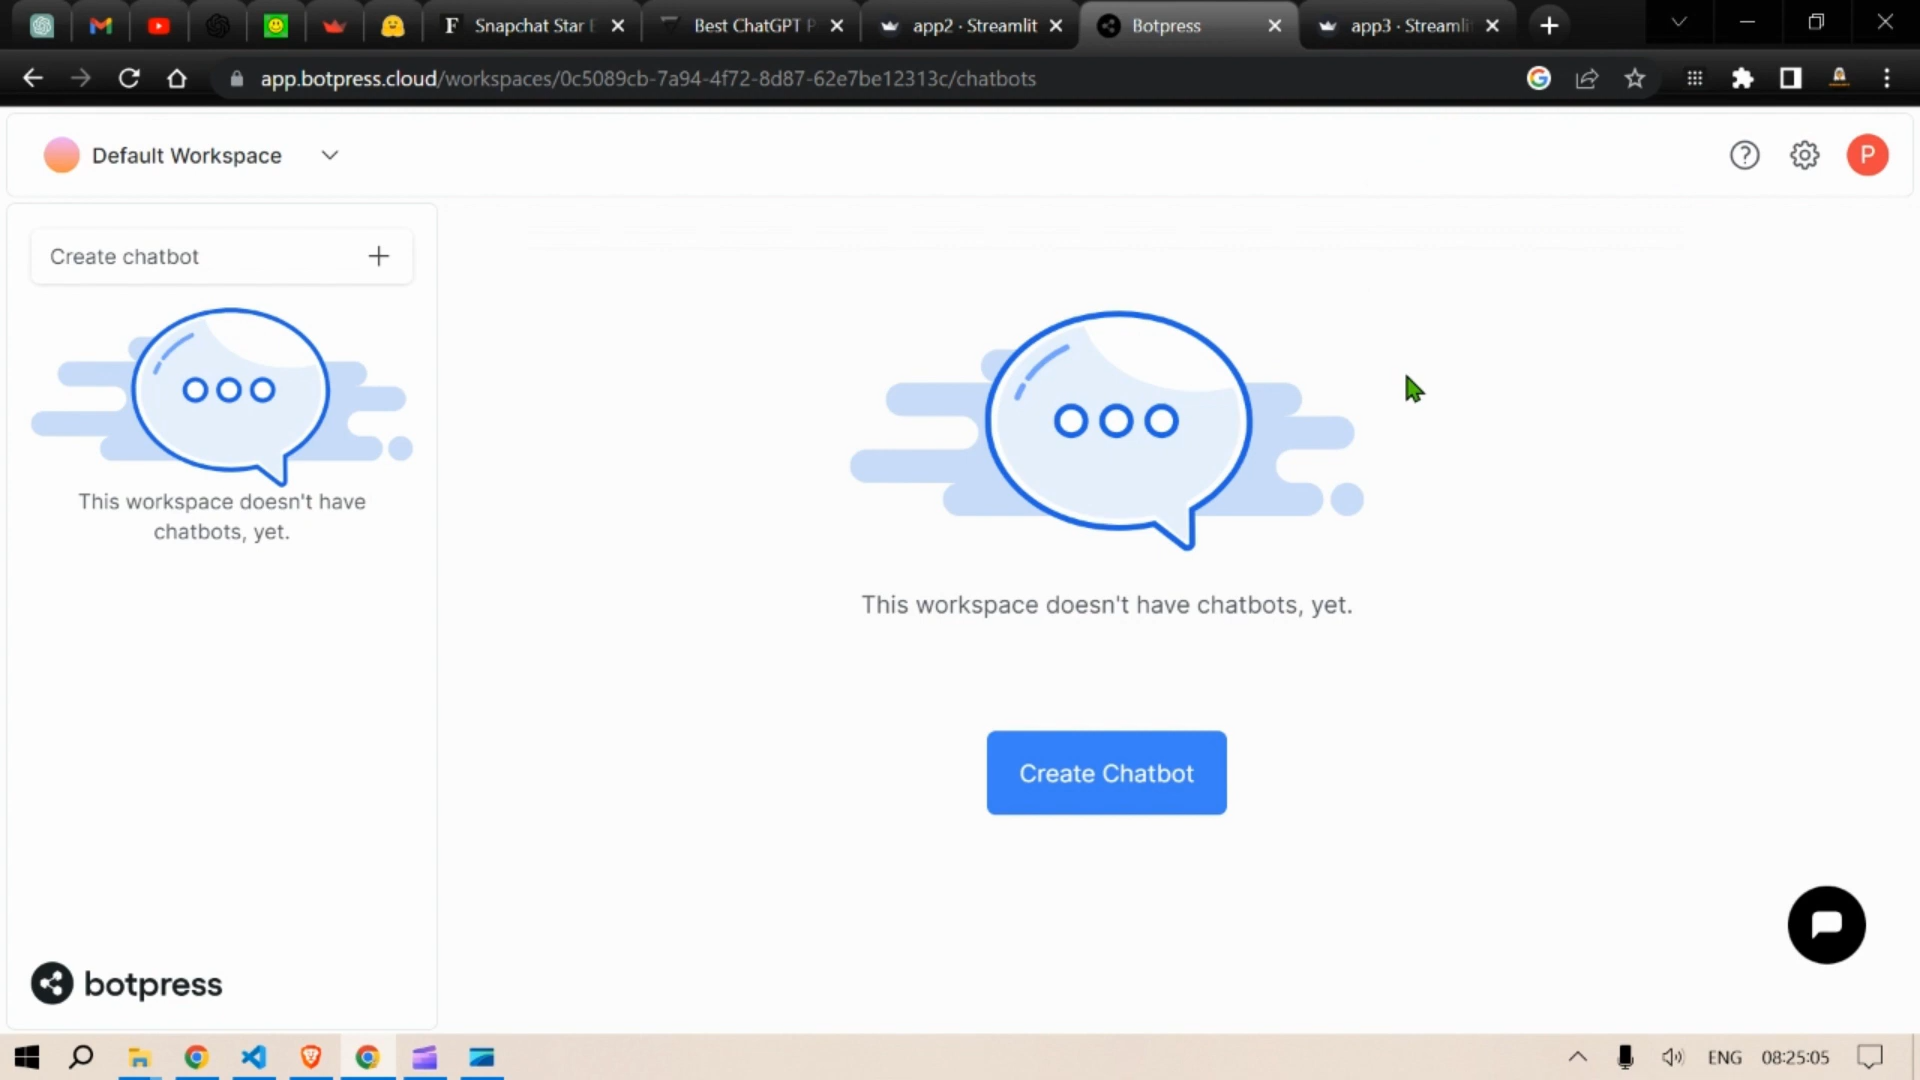 Snapchat Star
Best ChatGPT P
app2 · Streamlit
Botpress
app3 · Streamlit
app.botpress.cloud/workspaces/0c5089cb-7a94-4f72-8d87-62e7be12313c/chatbots
Default Workspace
P
Create chatbot
This workspace doesn't have
chatbots, yet.
This workspace doesn't have chatbots, yet.
Create Chatbot
botpress
ENG
08:25:05